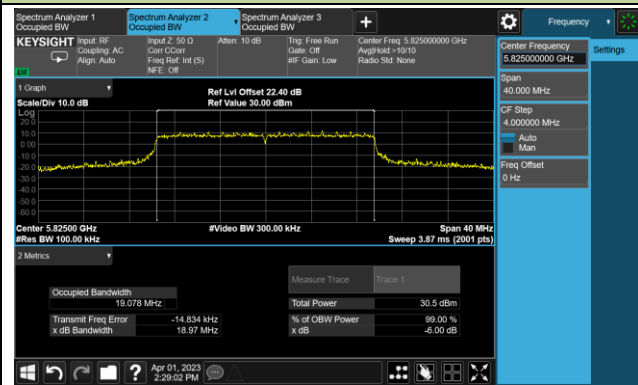 Spectrum Analyzer 1
Occupied BW
Spectrum Analyzer 2
Occupied BW
Spectrum Analyzer 3
Occupied BW
+
Frequency
KEYSIGHT
LXI
Input: RF
Coupling: AC
Align: Auto
Input Z: 50 Ω
Corr CCorr
Freq Ref: Int (S)
NFE: Off
Atten: 10 dB
Trig: Free Run
Gate: Off
#IF Gain: Low
Center Freq: 5.825000000 GHz
Avg|Hold:>10/10
Radio Std: None
Center Frequency
5.825000000 GHz
Settings
Span
40.000 MHz
CF Step
4.000000 MHz
Auto
Man
Freq Offset
0 Hz
1 Graph
Scale/Div 10.0 dB
Ref Lvl Offset 22.40 dB
Ref Value 30.00 dBm
Log
20.0
10.0
0.00
-10.0
-20.0
-30.0
-40.0
-50.0
-60.0
Center 5.82500 GHz
#Res BW 100.00 kHz
#Video BW 300.00 kHz
Span 40 MHz
Sweep 3.87 ms (2001 pts)
2 Metrics
Measure Trace
Trace 1
Occupied Bandwidth
19.078 MHz
Total Power
30.5 dBm
Transmit Freq Error
-14.834 kHz
% of OBW Power
99.00 %
x dB Bandwidth
18.97 MHz
x dB
-6.00 dB
?
Apr 01, 2023
2:29:02 PM